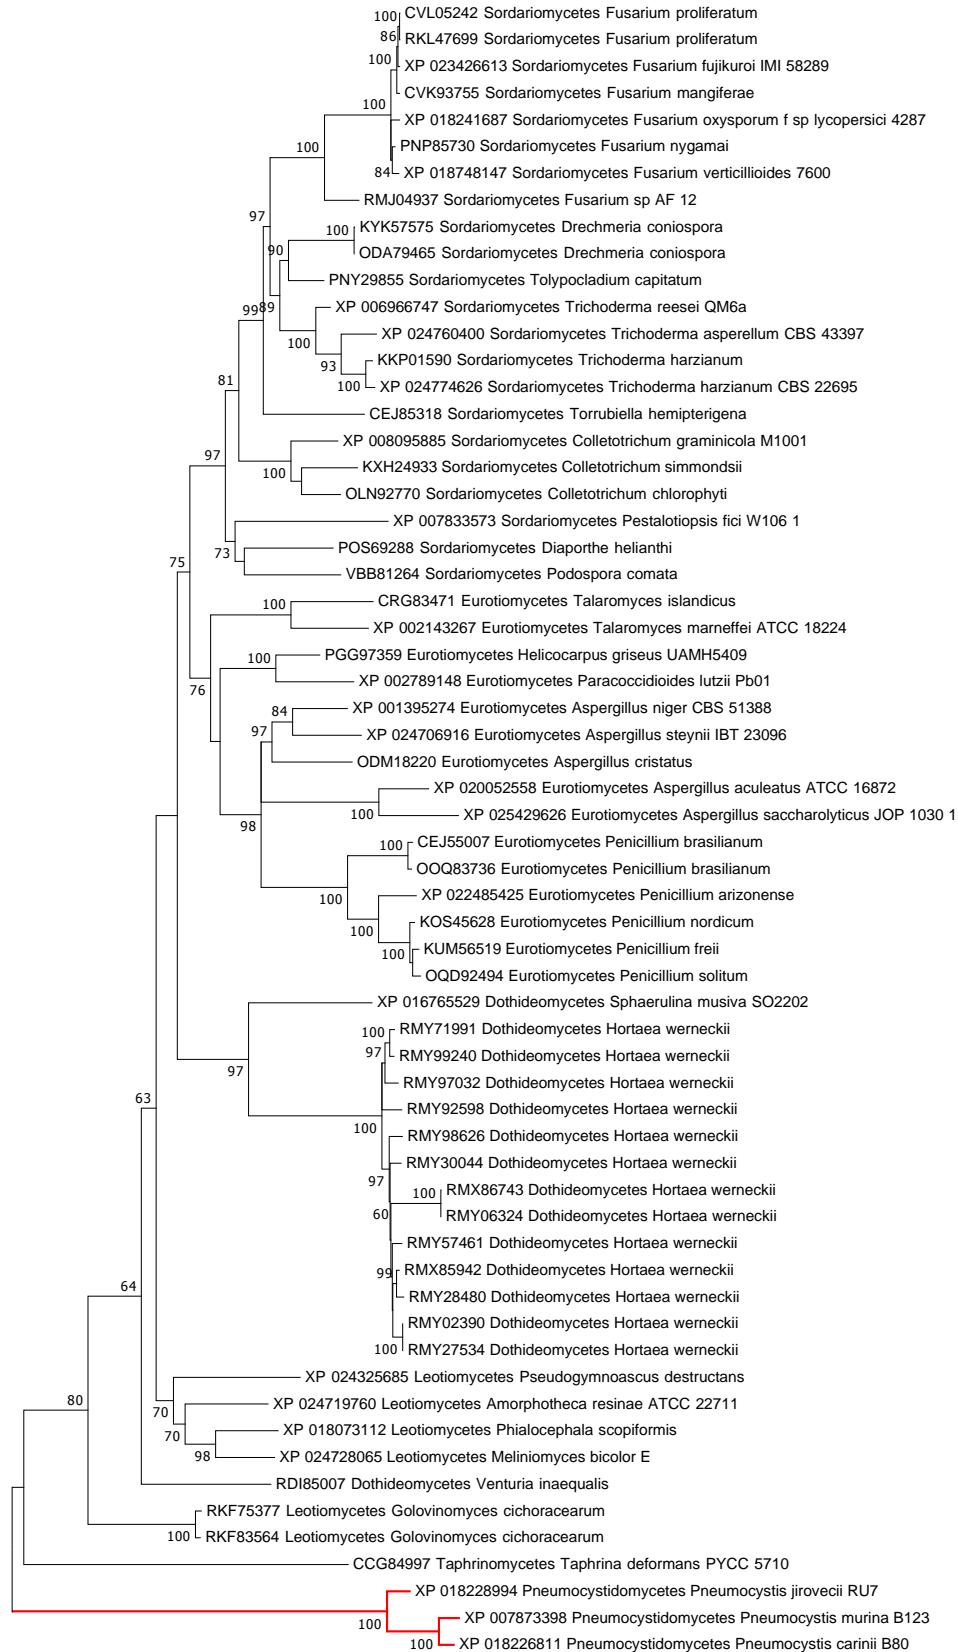 100 CVL05242 Sordariomycetes Fusarium proliferatum
86 RKL47699 Sordariomycetes Fusarium proliferatum
100 XP 023426613 Sordariomycetes Fusarium fujikuroi IMI 58289
CVK93755 Sordariomycetes Fusarium mangiferae
100
XP 018241687 Sordariomycetes Fusarium oxysporum f sp lycopersici 4287
100 PNP85730 Sordariomycetes Fusarium nygamai
84 XP 018748147 Sordariomycetes Fusarium verticillioides 7600
RMJ04937 Sordariomycetes Fusarium sp AF 12
97
100 KYK57575 Sordariomycetes Drechmeria coniospora
90 ODA79465 Sordariomycetes Drechmeria coniospora
PNY29855 Sordariomycetes Tolypocladium capitatum
99 89 XP 006966747 Sordariomycetes Trichoderma reesei QM6a
100 XP 024760400 Sordariomycetes Trichoderma asperellum CBS 43397
93 KKP01590 Sordariomycetes Trichoderma harzianum
81 100 XP 024774626 Sordariomycetes Trichoderma harzianum CBS 22695
CEJ85318 Sordariomycetes Torrubiella hemipterigena
XP 008095885 Sordariomycetes Colletotrichum graminicola M1001
97 100 KXH24933 Sordariomycetes Colletotrichum simmondsii
OLN92770 Sordariomycetes Colletotrichum chlorophyti
XP 007833573 Sordariomycetes Pestalotiopsis fici W106 1
73 POS69288 Sordariomycetes Diaporthe helianthi
75 VBB81264 Sordariomycetes Podospora comata
100 CRG83471 Eurotiomycetes Talaromyces islandicus
XP 002143267 Eurotiomycetes Talaromyces marneffei ATCC 18224
100 PGG97359 Eurotiomycetes Helicocarpus griseus UAMH5409
76 XP 002789148 Eurotiomycetes Paracoccidioides lutzii Pb01
84 XP 001395274 Eurotiomycetes Aspergillus niger CBS 51388
97 XP 024706916 Eurotiomycetes Aspergillus steynii IBT 23096
ODM18220 Eurotiomycetes Aspergillus cristatus
XP 020052558 Eurotiomycetes Aspergillus aculeatus ATCC 16872
98 100 XP 025429626 Eurotiomycetes Aspergillus saccharolyticus JOP 1030 1
100 CEJ55007 Eurotiomycetes Penicillium brasilianum
OOQ83736 Eurotiomycetes Penicillium brasilianum
100 XP 022485425 Eurotiomycetes Penicillium arizonense
100 KOS45628 Eurotiomycetes Penicillium nordicum
100 KUM56519 Eurotiomycetes Penicillium freii
OQD92494 Eurotiomycetes Penicillium solitum
XP 016765529 Dothideomycetes Sphaerulina musiva SO2202
100 RMY71991 Dothideomycetes Hortaea werneckii
97 97 RMY99240 Dothideomycetes Hortaea werneckii
RMY97032 Dothideomycetes Hortaea werneckii
63 RMY92598 Dothideomycetes Hortaea werneckii
100 RMY98626 Dothideomycetes Hortaea werneckii
RMY30044 Dothideomycetes Hortaea werneckii
97 100 RMX86743 Dothideomycetes Hortaea werneckii
60 RMY06324 Dothideomycetes Hortaea werneckii
RMY57461 Dothideomycetes Hortaea werneckii
99 RMX85942 Dothideomycetes Hortaea werneckii
64 RMY28480 Dothideomycetes Hortaea werneckii
RMY02390 Dothideomycetes Hortaea werneckii
100 RMY27534 Dothideomycetes Hortaea werneckii
XP 024325685 Leotiomycetes Pseudogymnoascus destructans
80 70 XP 024719760 Leotiomycetes Amorphotheca resinae ATCC 22711
70 XP 018073112 Leotiomycetes Phialocephala scopiformis
98 XP 024728065 Leotiomycetes Meliniomyces bicolor E
RDI85007 Dothideomycetes Venturia inaequalis
RKF75377 Leotiomycetes Golovinomyces cichoracearum
100 RKF83564 Leotiomycetes Golovinomyces cichoracearum
CCG84997 Taphrinomycetes Taphrina deformans PYCC 5710
XP 018228994 Pneumocystidomycetes Pneumocystis jirovecii RU7
100 XP 007873398 Pneumocystidomycetes Pneumocystis murina B123
100 XP 018226811 Pneumocystidomycetes Pneumocystis carinii B80